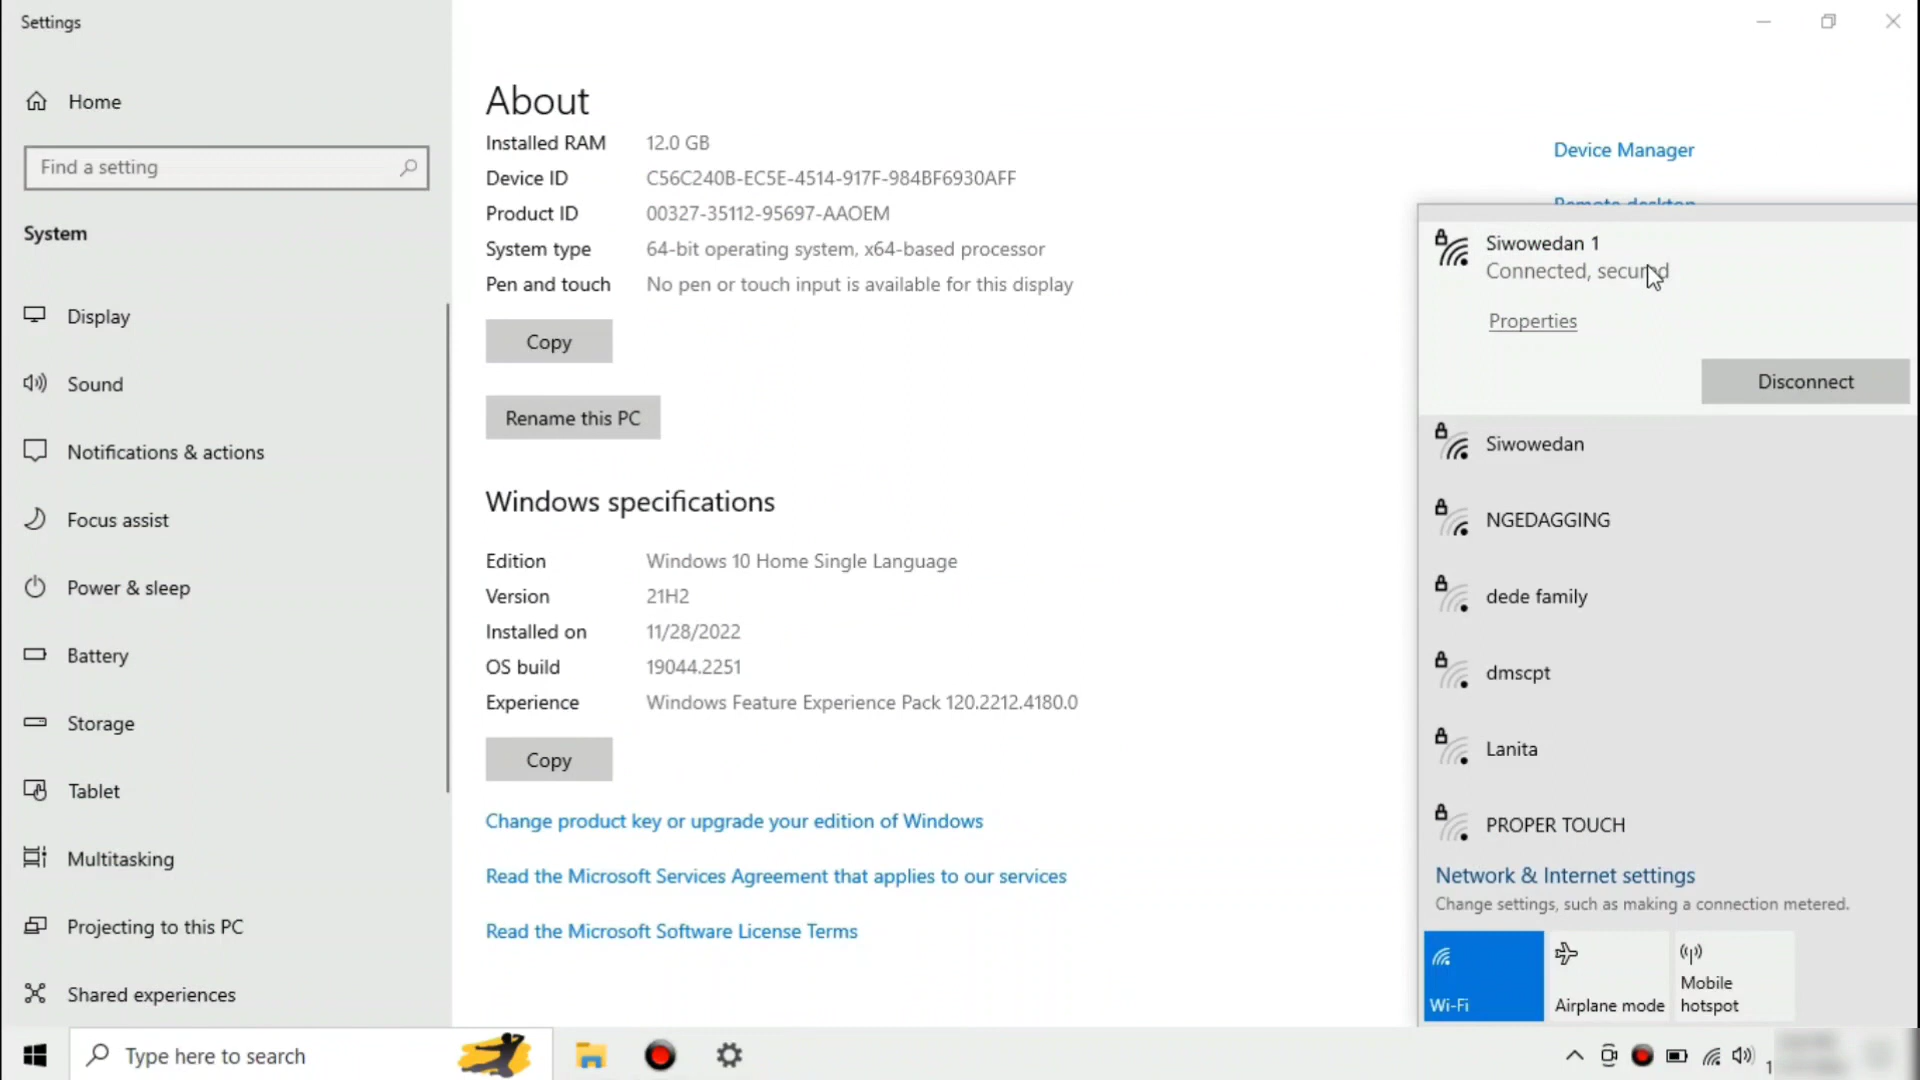 Settings
Home
Find a setting
System
Display
Sound
Notifications & actions
Focus assist
Power & sleep
Battery
Storage
Tablet
Multitasking
Projecting to this PC
Shared experiences
About
Installed RAM 12.0 GB
Device ID C56C240B-EC5E-4514-917F-984BF6930AFF
Product ID 00327-35112-95697-AAOEM
System type 64-bit operating system, x64-based processor
Pen and touch No pen or touch input is available for this display
Copy
Rename this PC
Windows specifications
Edition Windows 10 Home Single Language
Version 21H2
Installed on 11/28/2022
OS build 19044.2251
Experience Windows Feature Experience Pack 120.2212.4180.0
Copy
Change product key or upgrade your edition of Windows
Read the Microsoft Services Agreement that applies to our services
Read the Microsoft Software License Terms
Device Manager
Remote desktop
Siwowedan 1
Connected, secured
Properties
Disconnect
Siwowedan
NGEDAGGING
dede family
dmscpt
Lanita
PROPER TOUCH
Network & Internet settings
Change settings, such as making a connection metered.
Wi-Fi
Airplane mode
Mobile
hotspot
Type here to search